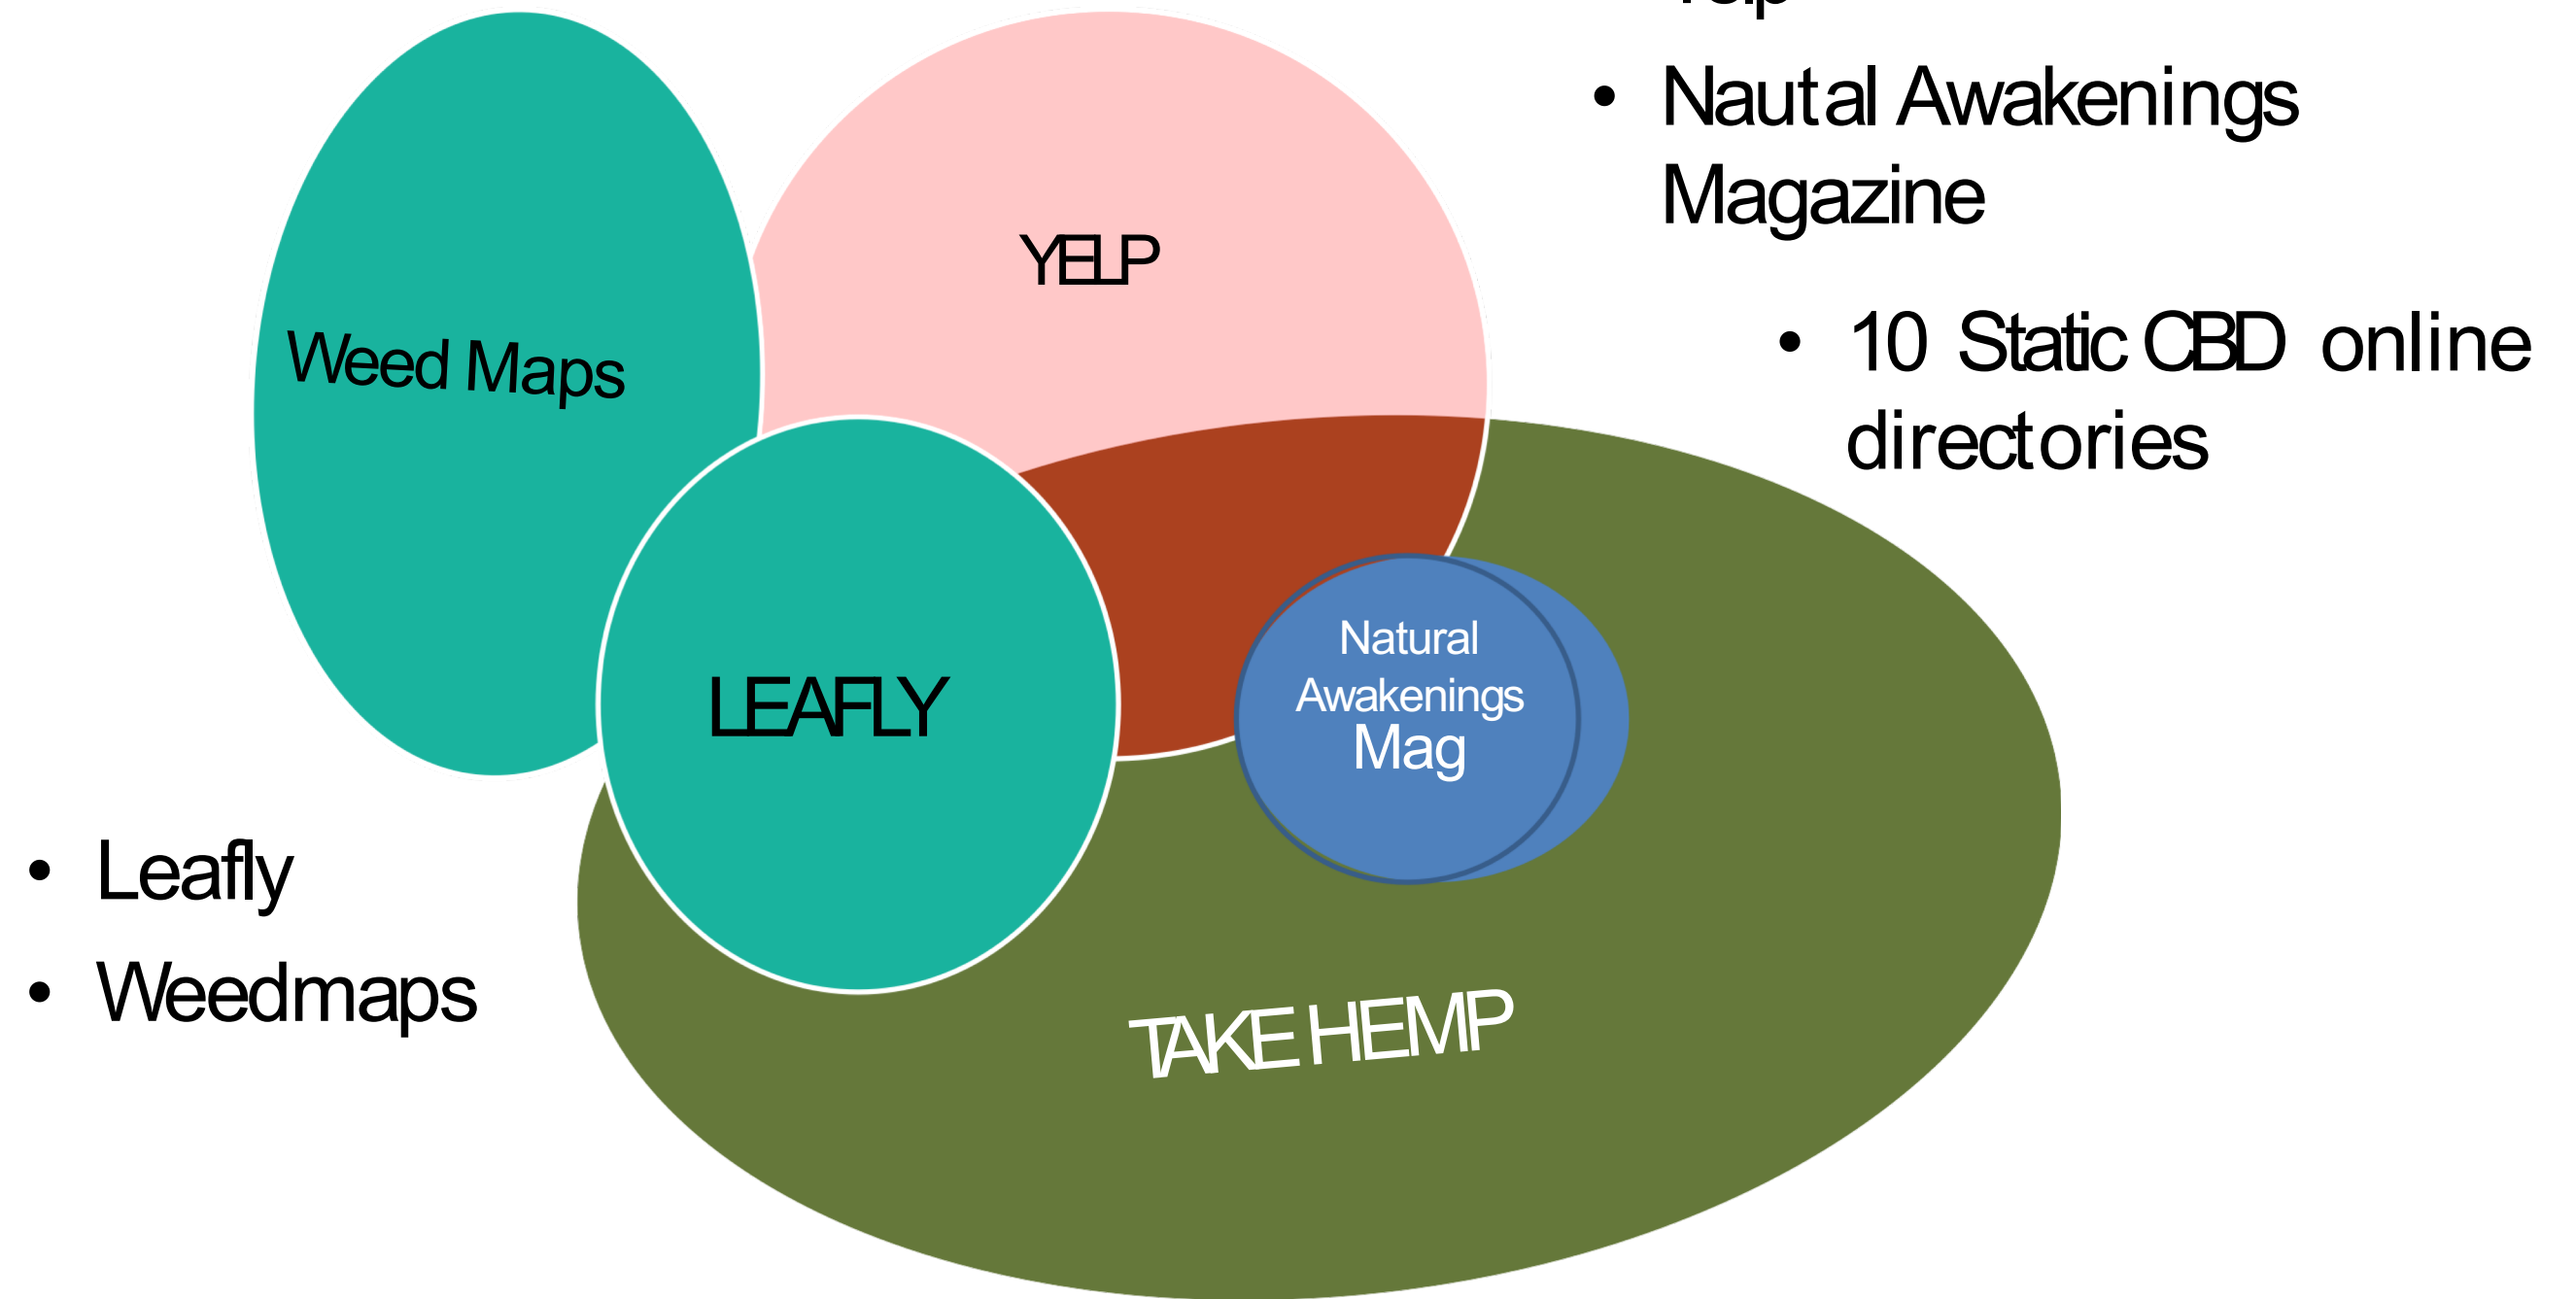 Yelp
• Nautal Awakenings
Magazine
• 10 Static CBD online
directories
YELP
Weed Maps
LEAFLY
Natural
Awakenings
Mag
• Leafly
• Weedmaps
TAKE HEMP